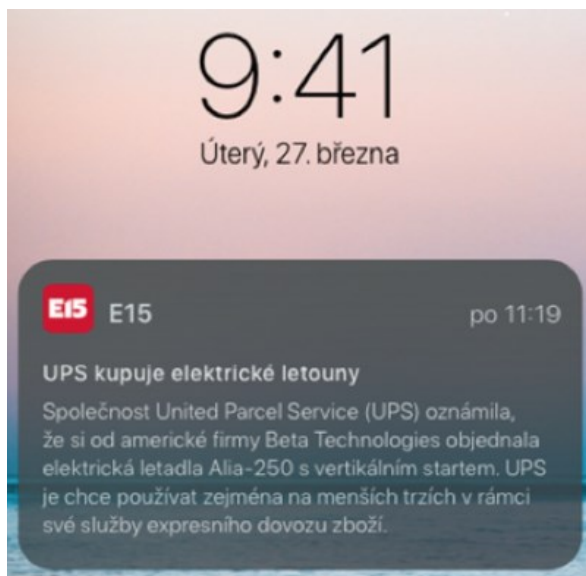 9:41
Úterý, 27. března
E15 E15 po 11:19
UPS kupuje elektrické letouny
Společnost United Parcel Service (UPS) oznámila,
že si od americké firmy Beta Technologies objednala
elektrická letadla Alia-250 s vertikálním startem. UPS
je chce používat zejména na menších trzích v rámci
své služby expresního dovozu zboží.